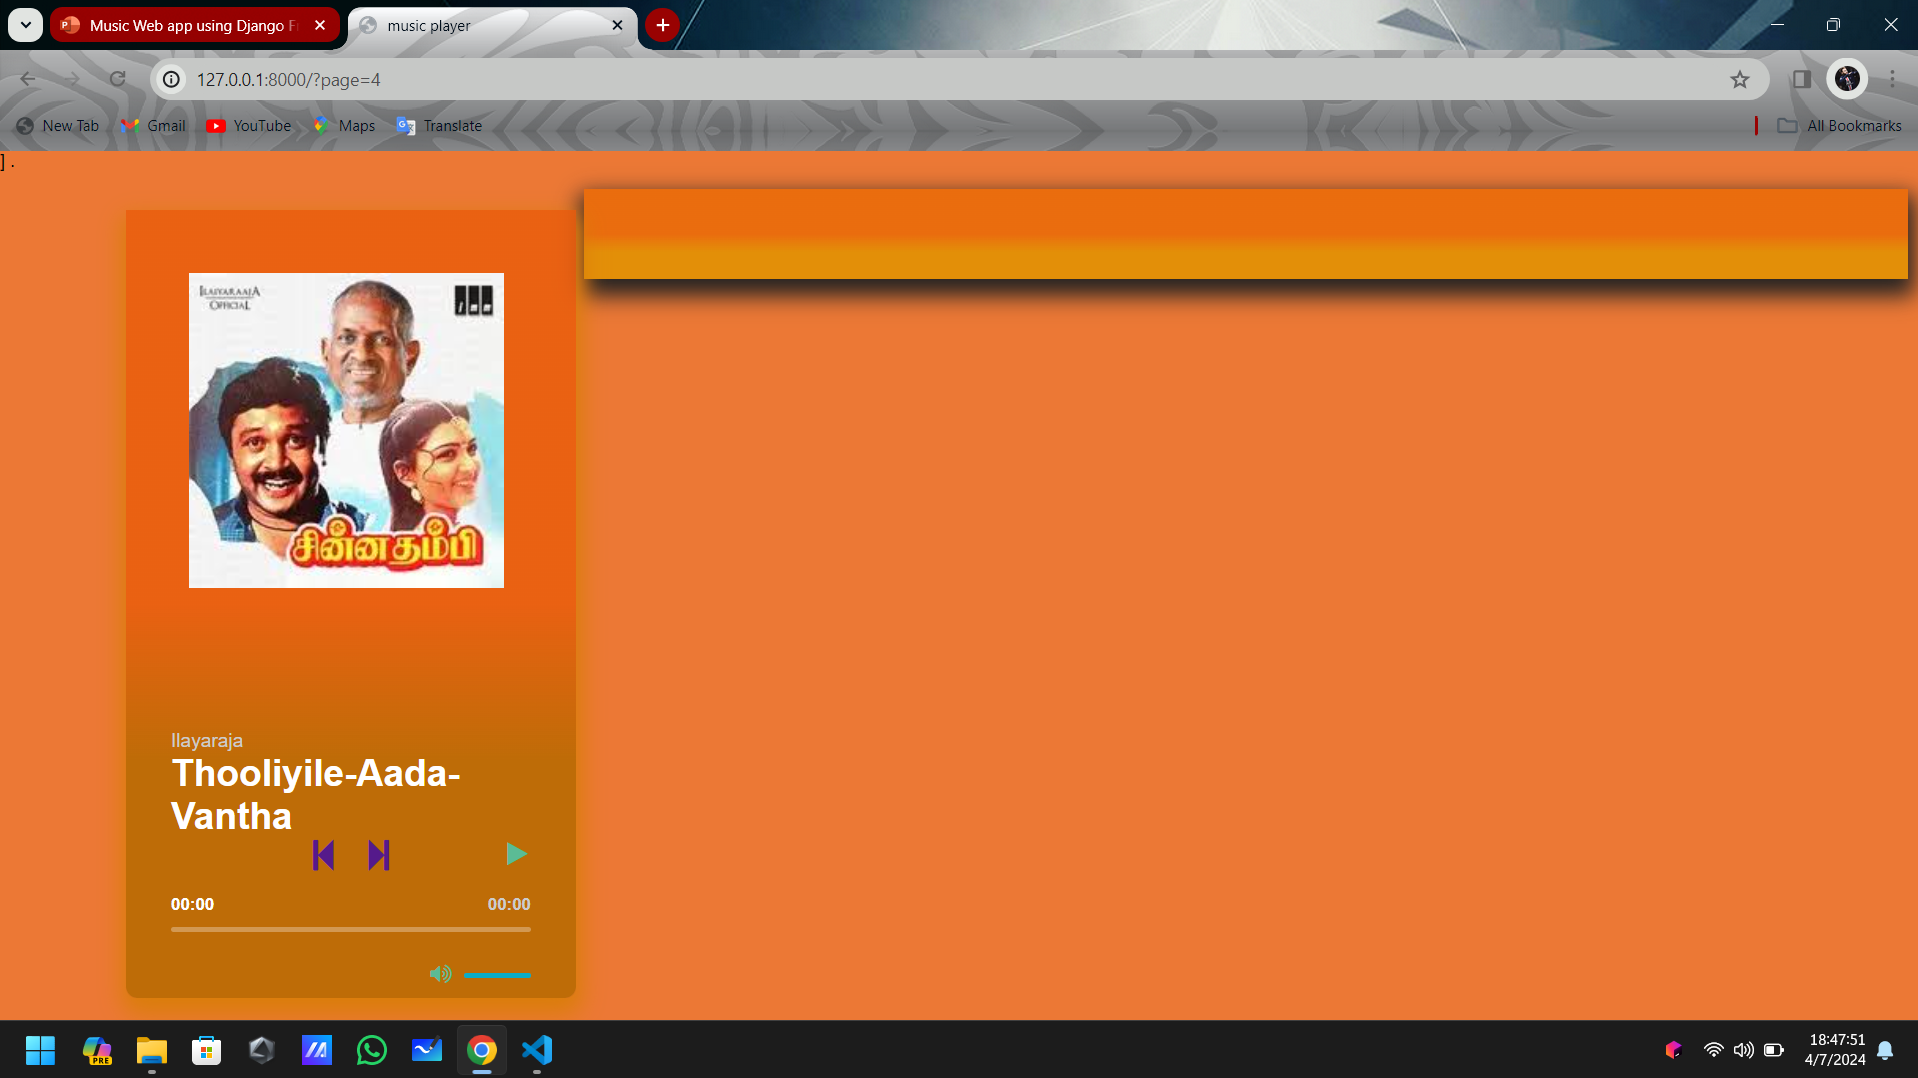 Music Web app using Django F
music player
127.0.0.1:8000/?page=4
New Tab
Gmail
YouTube
Maps
Translate
All Bookmarks
] .
ILAIYARAAJA
OFFICIAL
சின்னதம்பி
Ilayaraja
Thooliyile-Aada-
Vantha
00:00
00:00
PRE
18:47:51
4/7/2024